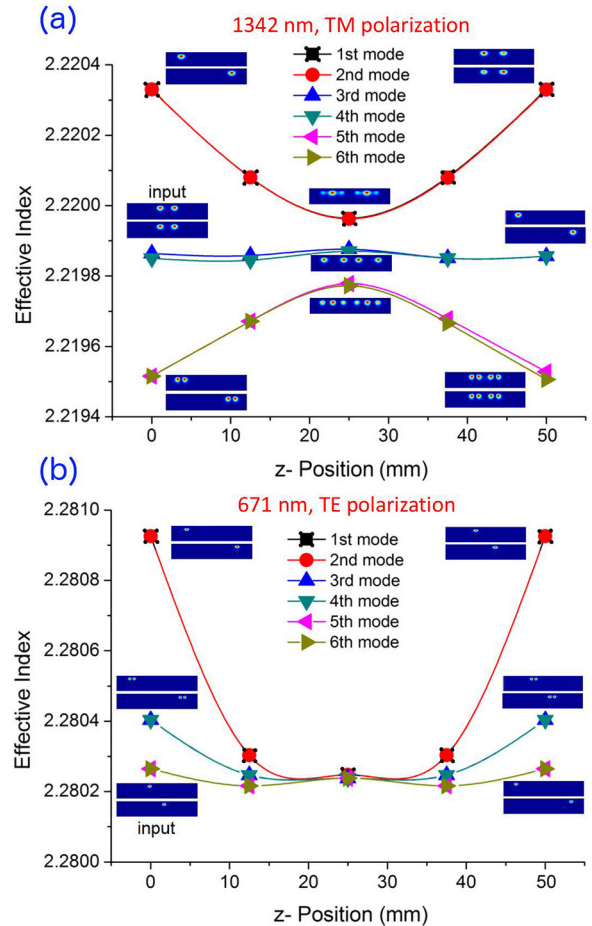 (a)
1342 nm, TM polarization
1st mode
2nd mode
3rd mode
4th mode
5th mode
6th mode
input
2.2204
2.2202
2.2200
2.2198
2.2196
2.2194
Effective Index
0 10 20 30 40 50
z- Position (mm)
(b)
671 nm, TE polarization
1st mode
2nd mode
3rd mode
4th mode
5th mode
6th mode
input
2.2810
2.2808
2.2806
2.2804
2.2802
2.2800
Effective Index
0 10 20 30 40 50
z- Position (mm)